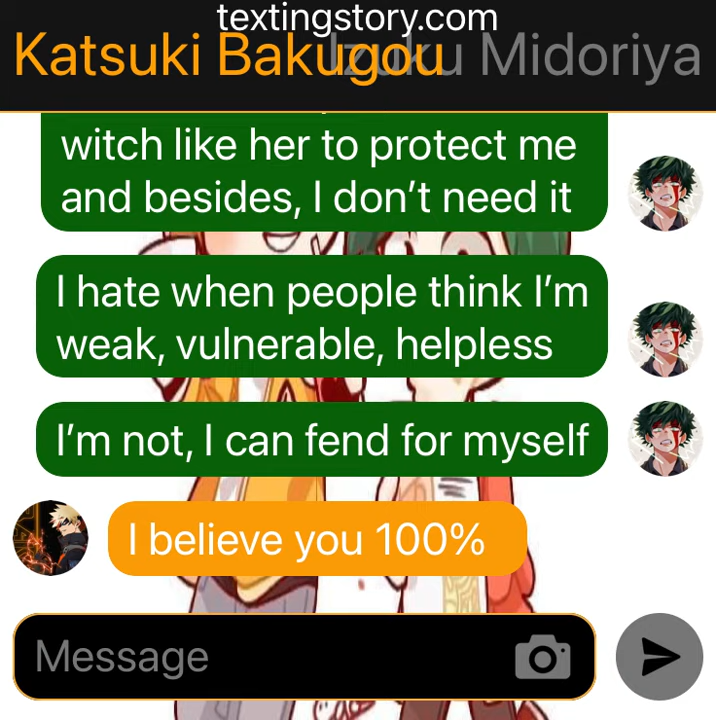 textingstory.com
Katsuki Bakugou Izuku Midoriya
witch like her to protect me
and besides, I don't need it
I hate when people think I'm
weak, vulnerable, helpless
I'm not, I can fend for myself
I believe you 100%
Message